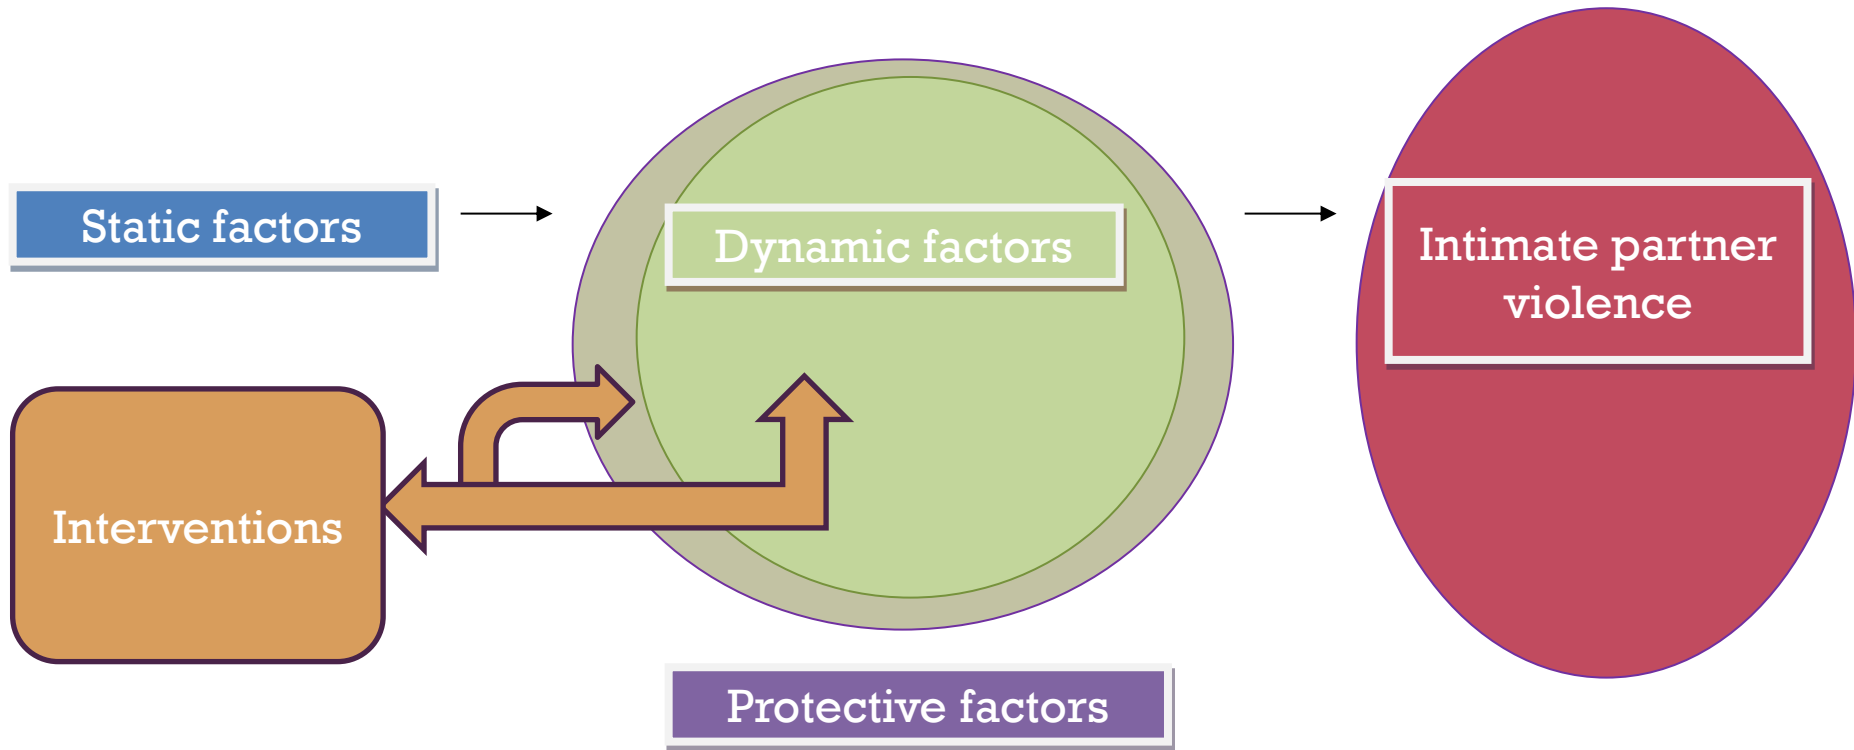 Static factors
Dynamic factors
Intimate partner
violence
Interventions
Protective factors